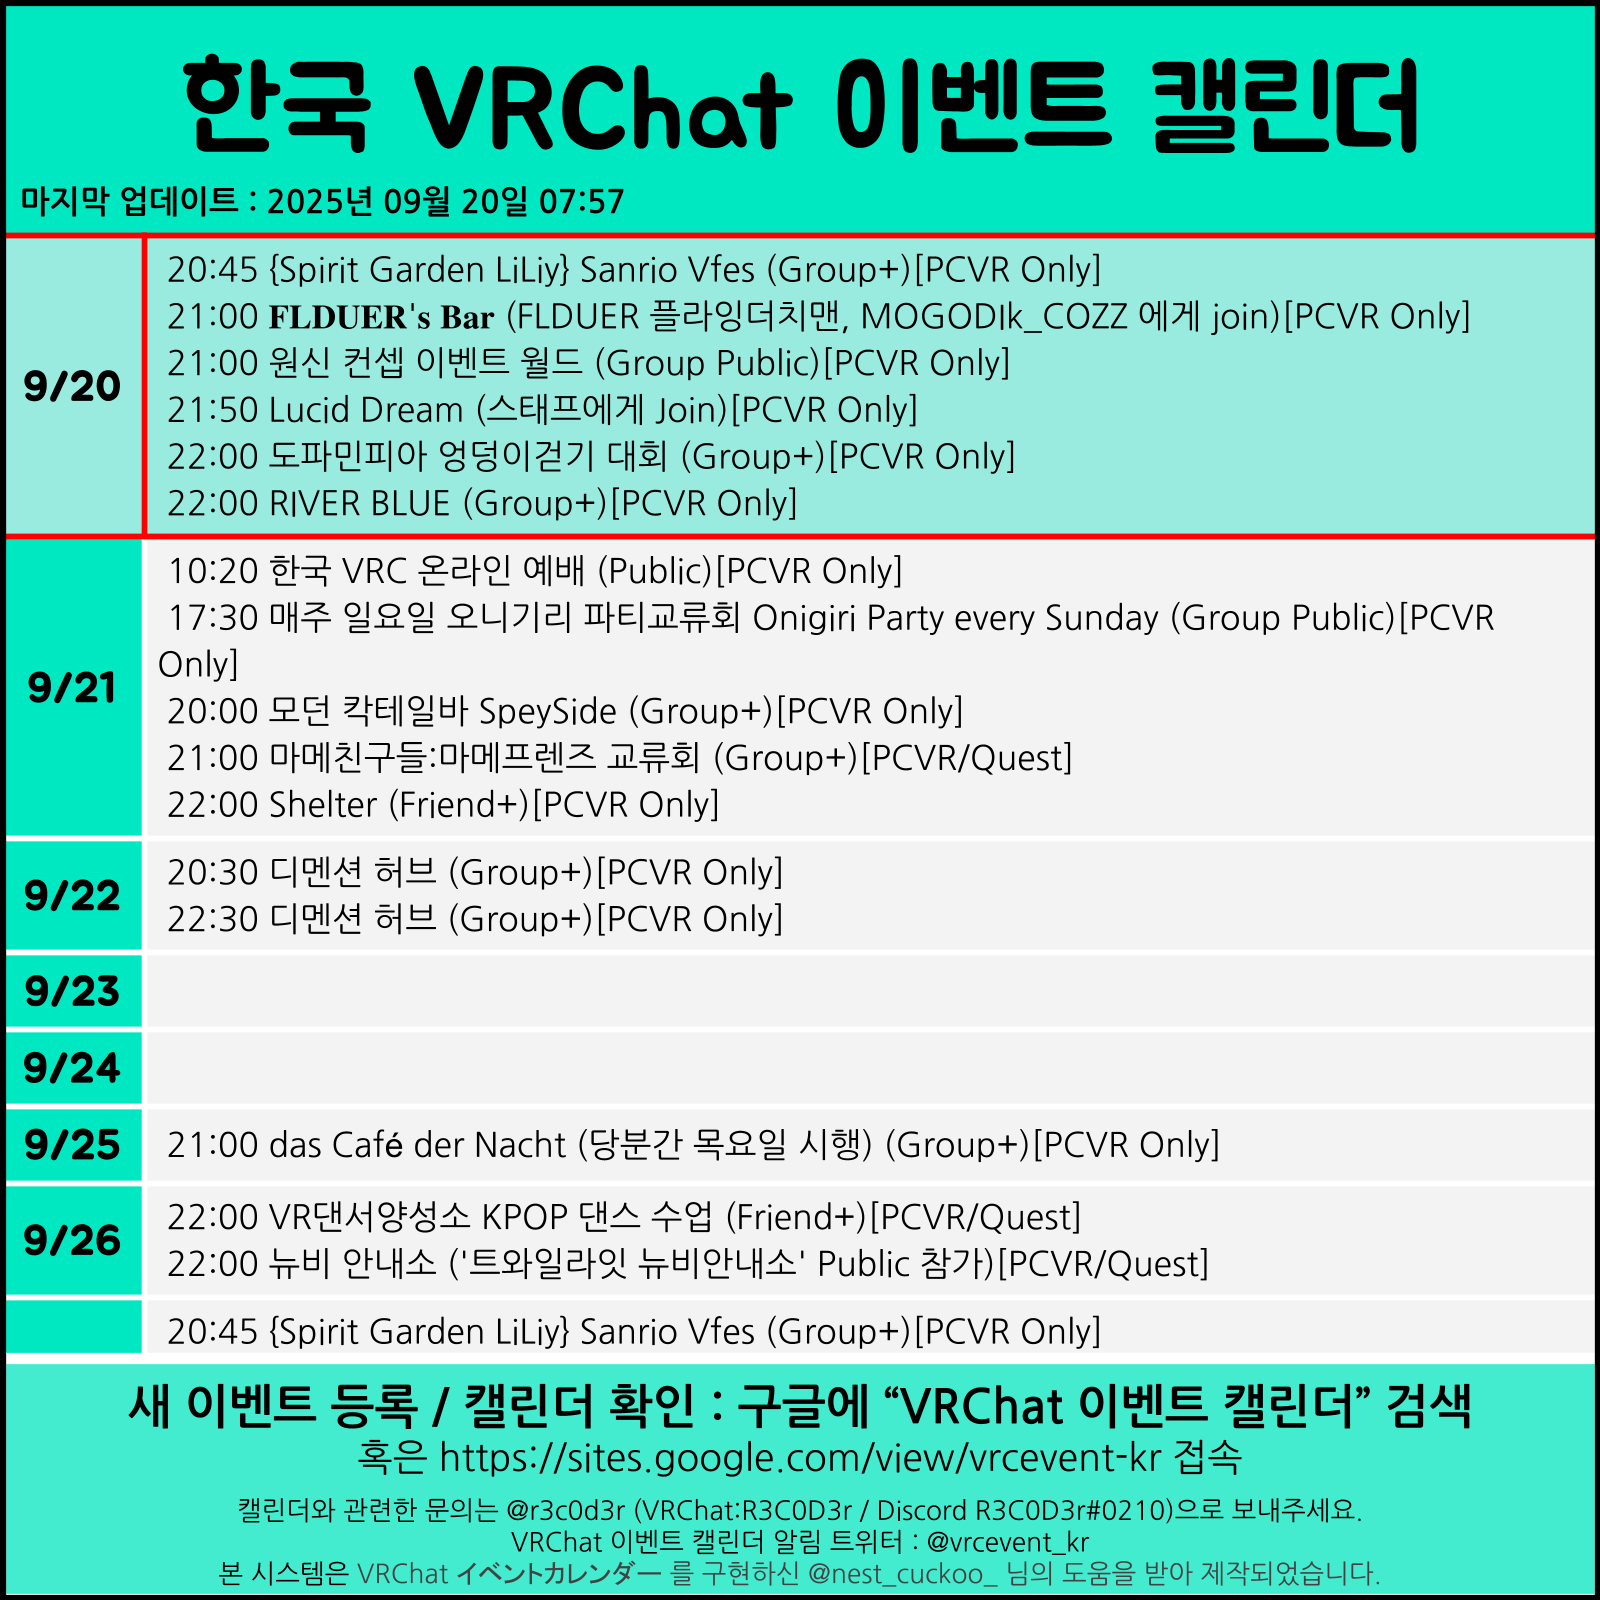 한국 VRChat 이벤트 캘린더
마지막 업데이트 : 2025년 09월 20일 07:57
9/20
20:45 {Spirit Garden LiLiy} Sanrio Vfes (Group+)[PCVR Only]
21:00 FLDUER's Bar (FLDUER 플라잉더치맨, MOGODIk_COZZ 에게 join)[PCVR Only]
21:00 원신 컨셉 이벤트 월드 (Group Public)[PCVR Only]
21:50 Lucid Dream (스태프에게 Join)[PCVR Only]
22:00 도파민피아 엉덩이걷기 대회 (Group+)[PCVR Only]
22:00 RIVER BLUE (Group+)[PCVR Only]
9/21
10:20 한국 VRC 온라인 예배 (Public)[PCVR Only]
17:30 매주 일요일 오니기리 파티교류회 Onigiri Party every Sunday (Group Public)[PCVR
Only]
20:00 모던 칵테일바 SpeySide (Group+)[PCVR Only]
21:00 마메친구들:마메프렌즈 교류회 (Group+)[PCVR/Quest]
22:00 Shelter (Friend+)[PCVR Only]
9/22
20:30 디멘션 허브 (Group+)[PCVR Only]
22:30 디멘션 허브 (Group+)[PCVR Only]
9/23
9/24
9/25
21:00 das Café der Nacht (당분간 목요일 시행) (Group+)[PCVR Only]
9/26
22:00 VR댄서양성소 KPOP 댄스 수업 (Friend+)[PCVR/Quest]
22:00 뉴비 안내소 ('트와일라잇 뉴비안내소' Public 참가)[PCVR/Quest]
20:45 {Spirit Garden LiLiy} Sanrio Vfes (Group+)[PCVR Only]
새 이벤트 등록 / 캘린더 확인 : 구글에 “VRChat 이벤트 캘린더” 검색
혹은 https://sites.google.com/view/vrcevent-kr 접속
캘린더와 관련한 문의는 @r3c0d3r (VRChat:R3C0D3r / Discord R3C0D3r#0210)으로 보내주세요.
VRChat 이벤트 캘린더 알림 트위터 : @vrcevent_kr
본 시스템은 VRChat イベントカレンダー 를 구현하신 @nest_cuckoo_ 님의 도움을 받아 제작되었습니다.